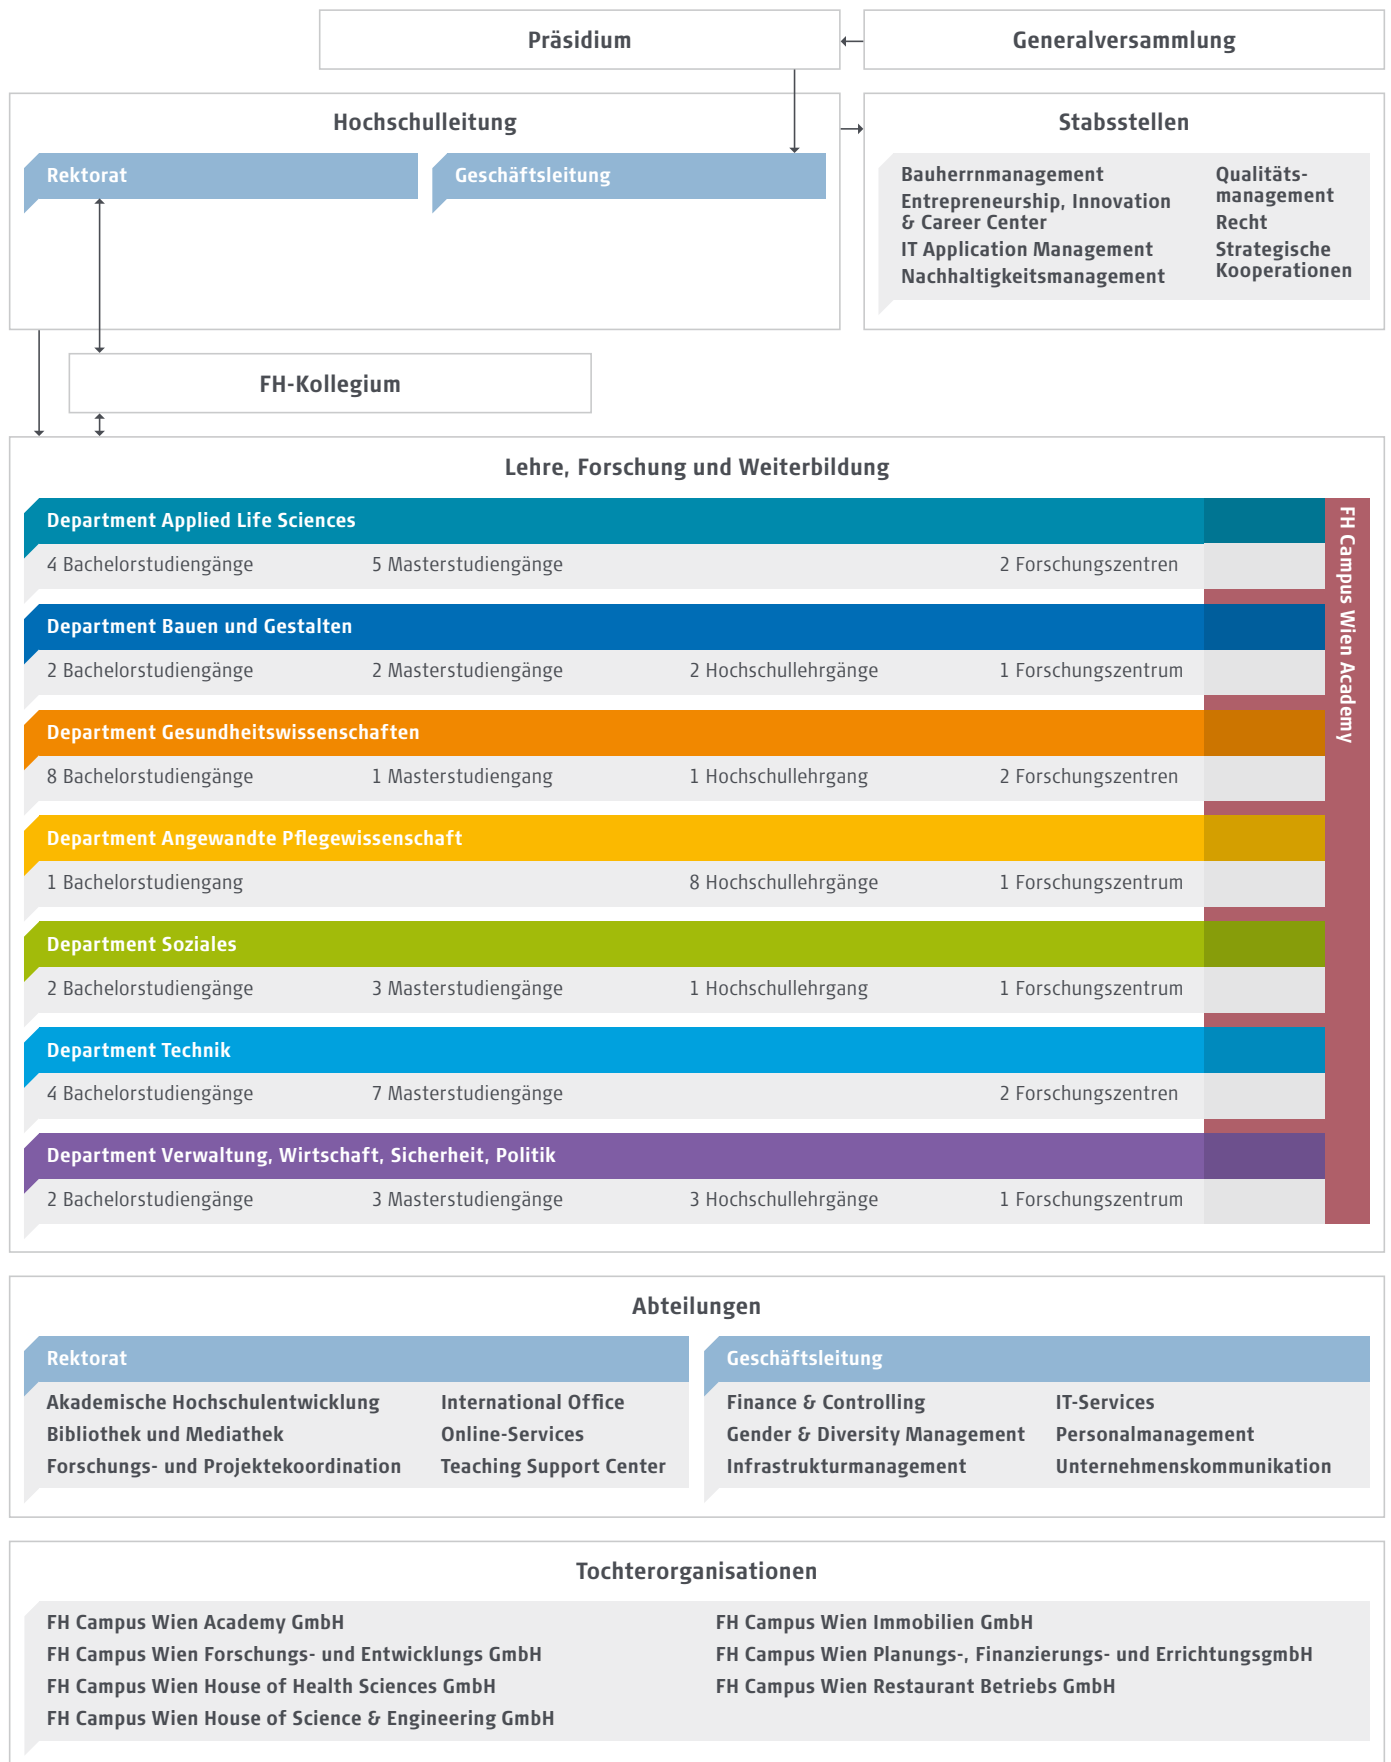 Präsidium
Generalversammlung
Hochschulleitung
Rektorat
Geschäftsleitung
Stabsstellen
Bauherrnmanagement
Entrepreneurship, Innovation
& Career Center
IT Application Management
Nachhaltigkeitsmanagement
Qualitäts-
management
Recht
Strategische
Kooperationen
FH-Kollegium
Lehre, Forschung und Weiterbildung
FH Campus Wien Academy
Department Applied Life Sciences
4 Bachelorstudiengänge 5 Masterstudiengänge 2 Forschungszentren
Department Bauen und Gestalten
2 Bachelorstudiengänge 2 Masterstudiengänge 2 Hochschullehrgänge 1 Forschungszentrum
Department Gesundheitswissenschaften
8 Bachelorstudiengänge 1 Masterstudiengang 1 Hochschullehrgang 2 Forschungszentren
Department Angewandte Pflegewissenschaft
1 Bachelorstudiengang 8 Hochschullehrgänge 1 Forschungszentrum
Department Soziales
2 Bachelorstudiengänge 3 Masterstudiengänge 1 Hochschullehrgang 1 Forschungszentrum
Department Technik
4 Bachelorstudiengänge 7 Masterstudiengänge 2 Forschungszentren
Department Verwaltung, Wirtschaft, Sicherheit, Politik
2 Bachelorstudiengänge 3 Masterstudiengänge 3 Hochschullehrgänge 1 Forschungszentrum
Abteilungen
Rektorat
Akademische Hochschulentwicklung
Bibliothek und Mediathek
Forschungs- und Projektekoordination
International Office
Online-Services
Teaching Support Center
Geschäftsleitung
Finance & Controlling
Gender & Diversity Management
Infrastrukturmanagement
IT-Services
Personalmanagement
Unternehmenskommunikation
Tochterorganisationen
FH Campus Wien Academy GmbH
FH Campus Wien Forschungs- und Entwicklungs GmbH
FH Campus Wien House of Health Sciences GmbH
FH Campus Wien House of Science & Engineering GmbH
FH Campus Wien Immobilien GmbH
FH Campus Wien Planungs-, Finanzierungs- und ErrichtungsgmbH
FH Campus Wien Restaurant Betriebs GmbH